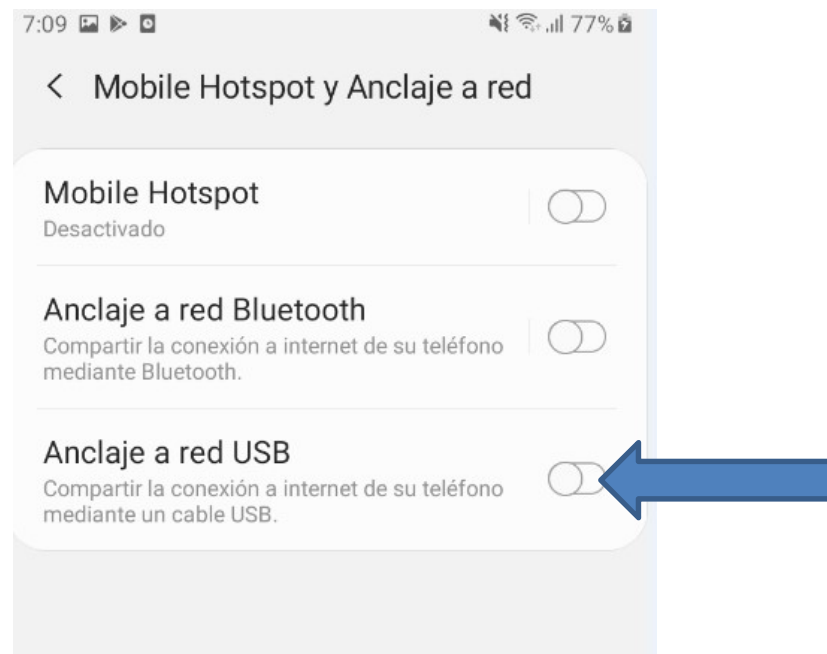 7:09 77%
Mobile Hotspot y Anclaje a red
Mobile Hotspot
Desactivado
Anclaje a red Bluetooth
Compartir la conexión a internet de su teléfono
mediante Bluetooth.
Anclaje a red USB
Compartir la conexión a internet de su teléfono
mediante un cable USB.